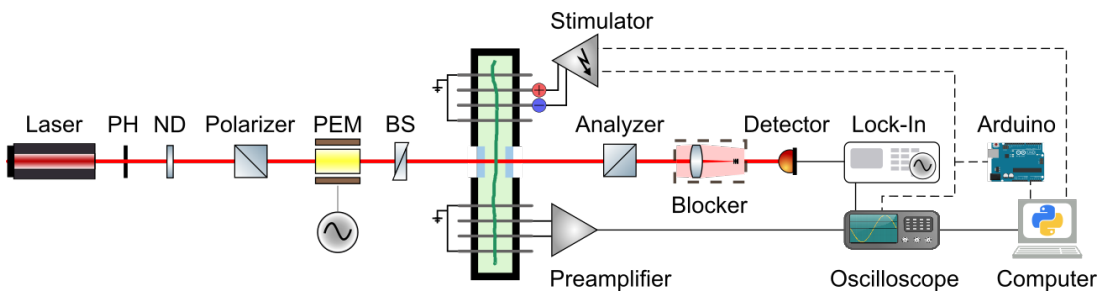 Stimulator
Laser
PH
ND
Polarizer
PEM
BS
Analyzer
Detector
Lock-In
Arduino
Blocker
Preamplifier
Oscilloscope
Computer